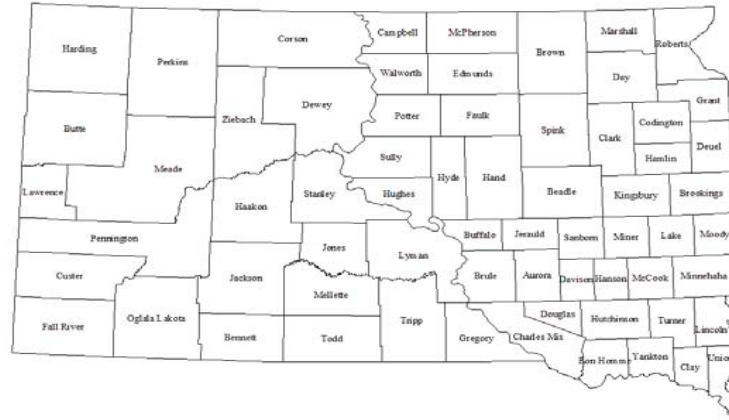 Harding
Perkins
Corson
Campbell
McPherson
Brown
Marshall
Roberts
Walworth
Edmunds
Day
Dewey
Ziebach
Butte
Potter
Faulk
Spink
Grant
Codington
Clark
Deuel
Hamlin
Meade
Sully
Hyde
Hand
Lawrence
Haakon
Stanley
Hughes
Beadle
Kingsbury
Brookings
Pennington
Jones
Lyman
Buffalo
Jerauld
Sanborn
Miner
Lake
Moody
Custer
Jackson
Brule
Aurora
Davison
Hanson
McCook
Minnehaha
Mellette
Fall River
Oglala Lakota
Bennett
Todd
Tripp
Gregory
Charles Mix
Douglas
Hutchinson
Turner
Lincoln
Bon Homme
Yankton
Clay
Union